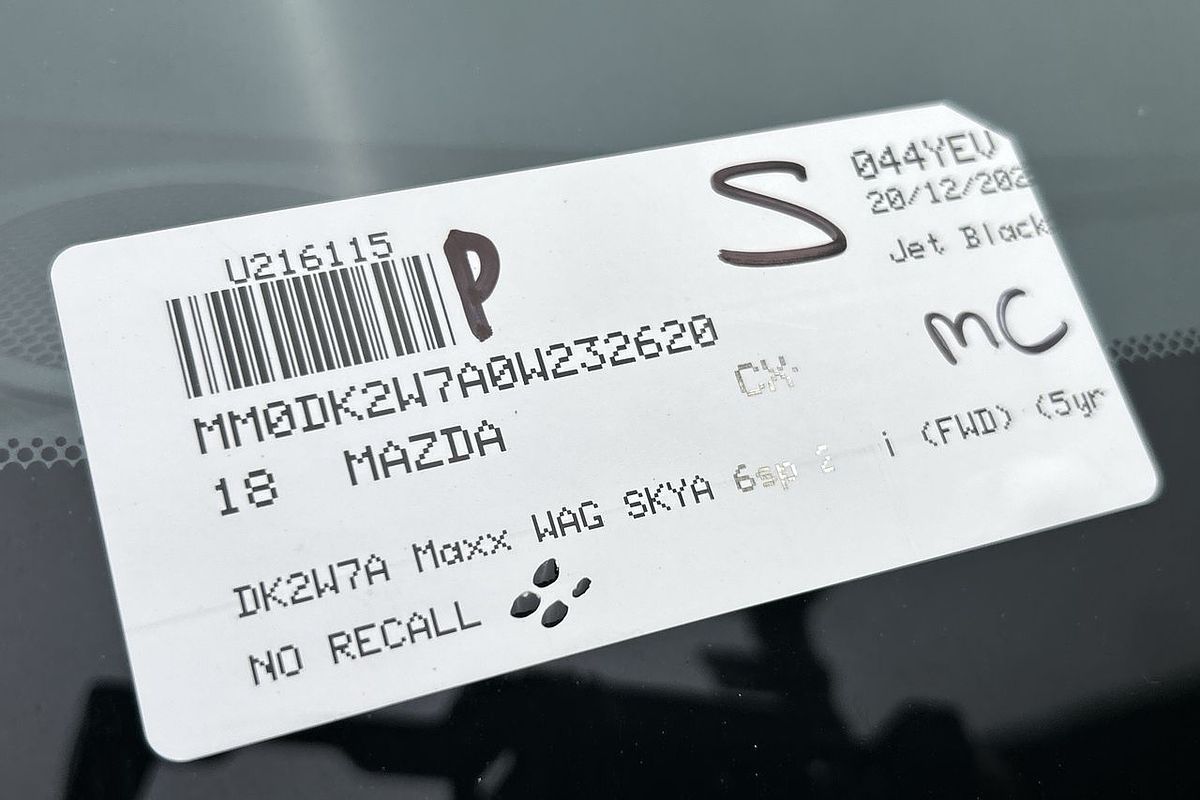 U216115 P
S
044YEV
20/12/202
Jet Black
MM0DK2W7A0W232620
MC
18 MAZDA CX
DK2W7A Maxx WAG SKYA 6sp 2 i (FWD) (5yr
NO RECALL